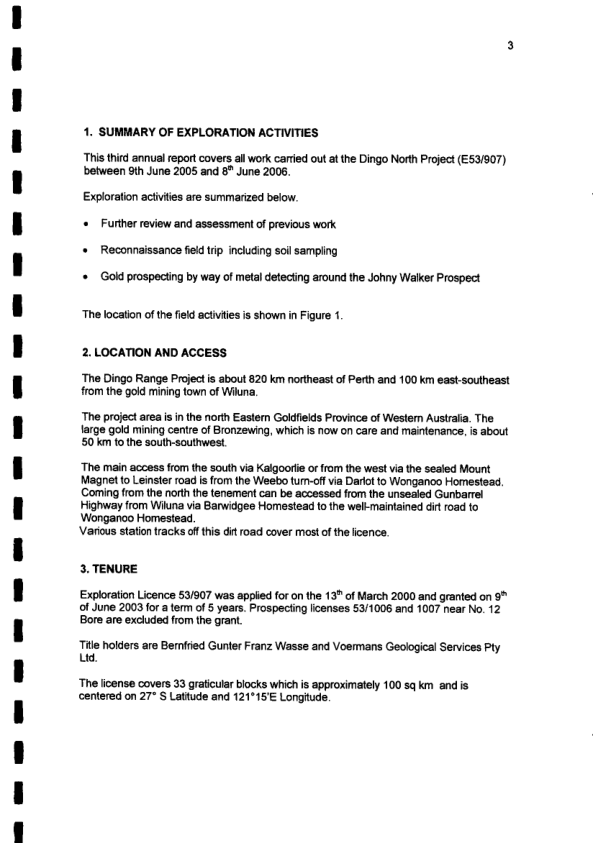 3
1. SUMMARY OF EXPLORATION ACTIVITIES
This third annual report covers all work carried out at the Dingo North Project (E53/907)
between 9th June 2005 and 8th June 2006.
Exploration activities are summarized below.
• Further review and assessment of previous work
• Reconnaissance field trip including soil sampling
• Gold prospecting by way of metal detecting around the Johny Walker Prospect
The location of the field activities is shown in Figure 1.
2. LOCATION AND ACCESS
The Dingo Range Project is about 820 km northeast of Perth and 100 km east-southeast
from the gold mining town of Wiluna.
The project area is in the north Eastern Goldfields Province of Western Australia. The
large gold mining centre of Bronzewing, which is now on care and maintenance, is about
50 km to the south-southwest.
The main access from the south via Kalgoorlie or from the west via the sealed Mount
Magnet to Leinster road is from the Weebo turn-off via Darlot to Wonganoo Homestead.
Coming from the north the tenement can be accessed from the unsealed Gunbarrel
Highway from Wiluna via Barwidgee Homestead to the well-maintained dirt road to
Wonganoo Homestead.
Various station tracks off this dirt road cover most of the licence.
3. TENURE
Exploration Licence 53/907 was applied for on the 13th of March 2000 and granted on 9th
of June 2003 for a term of 5 years. Prospecting licenses 53/1006 and 1007 near No. 12
Bore are excluded from the grant.
Title holders are Bernfried Gunter Franz Wasse and Voermans Geological Services Pty
Ltd.
The license covers 33 graticular blocks which is approximately 100 sq km and is
centered on 27° S Latitude and 121°15'E Longitude.